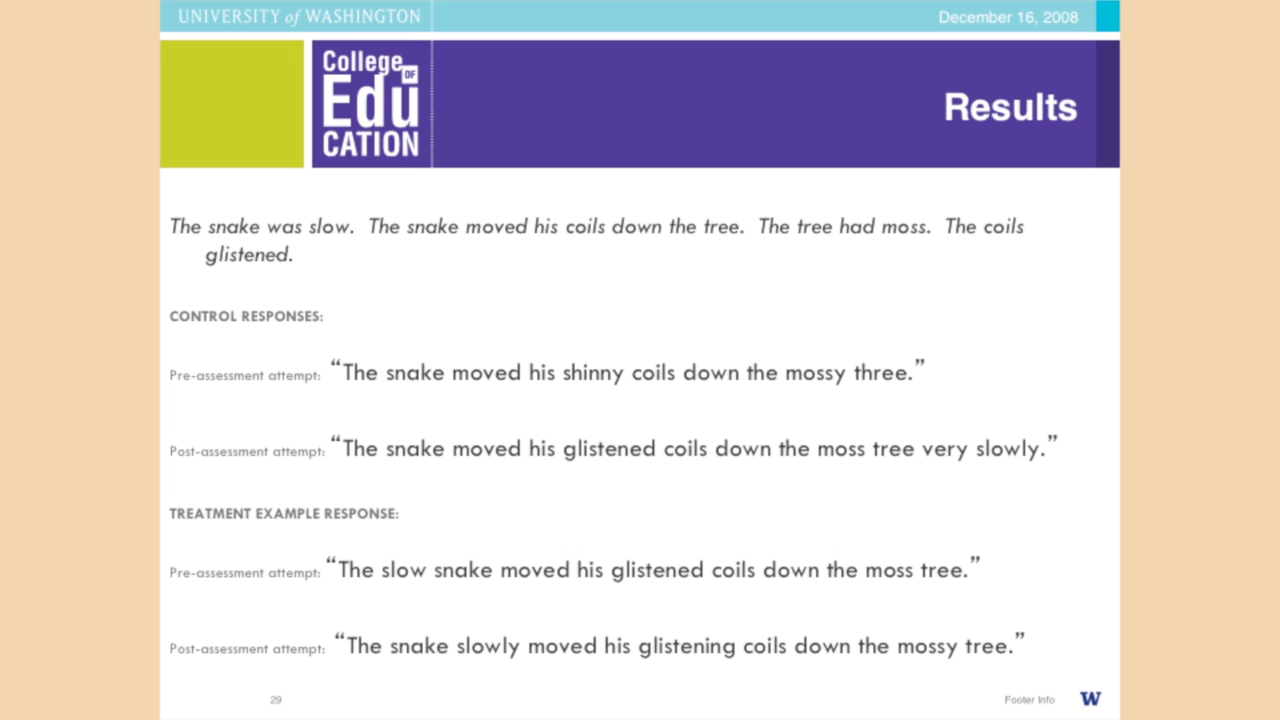 UNIVERSITY of WASHINGTON
December 16, 2008
College
OF
Edu
CATION
Results
The snake was slow. The snake moved his coils down the tree. The tree had moss. The coils
glistened.
CONTROL RESPONSES:
Pre-assessment attempt: “The snake moved his shinny coils down the mossy three.”
Post-assessment attempt: “The snake moved his glistened coils down the moss tree very slowly.”
TREATMENT EXAMPLE RESPONSE:
Pre-assessment attempt: “The slow snake moved his glistened coils down the moss tree.”
Post-assessment attempt: “The snake slowly moved his glistening coils down the mossy tree.”
29
Footer Info
W